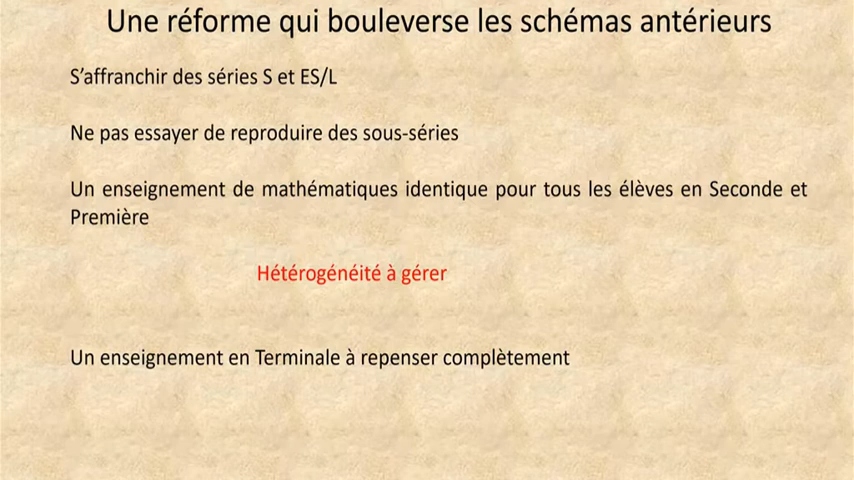 Une réforme qui bouleverse les schémas antérieurs
S’affranchir des séries S et ES/L
Ne pas essayer de reproduire des sous-séries
Un enseignement de mathématiques identique pour tous les élèves en Seconde et
Première
Hétérogénéité à gérer
Un enseignement en Terminale à repenser complètement